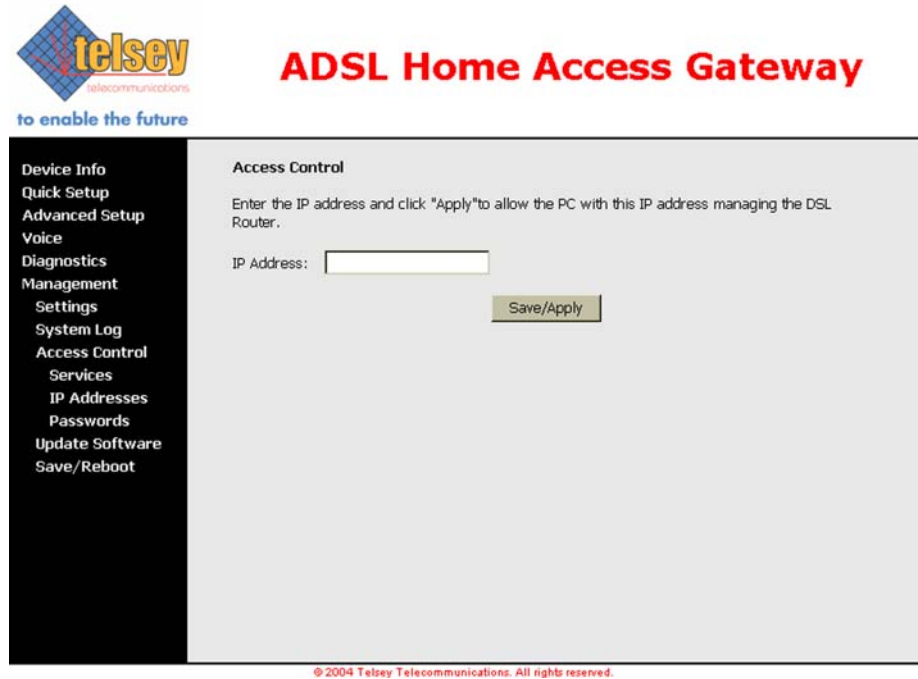 telsey
telecommunications
to enable the future
ADSL Home Access Gateway
Device Info
Quick Setup
Advanced Setup
Voice
Diagnostics
Management
Settings
System Log
Access Control
Services
IP Addresses
Passwords
Update Software
Save/Reboot
Access Control
Enter the IP address and click "Apply"to allow the PC with this IP address managing the DSL
Router.
IP Address:
Save/Apply
© 2004 Telsey Telecommunications. All rights reserved.